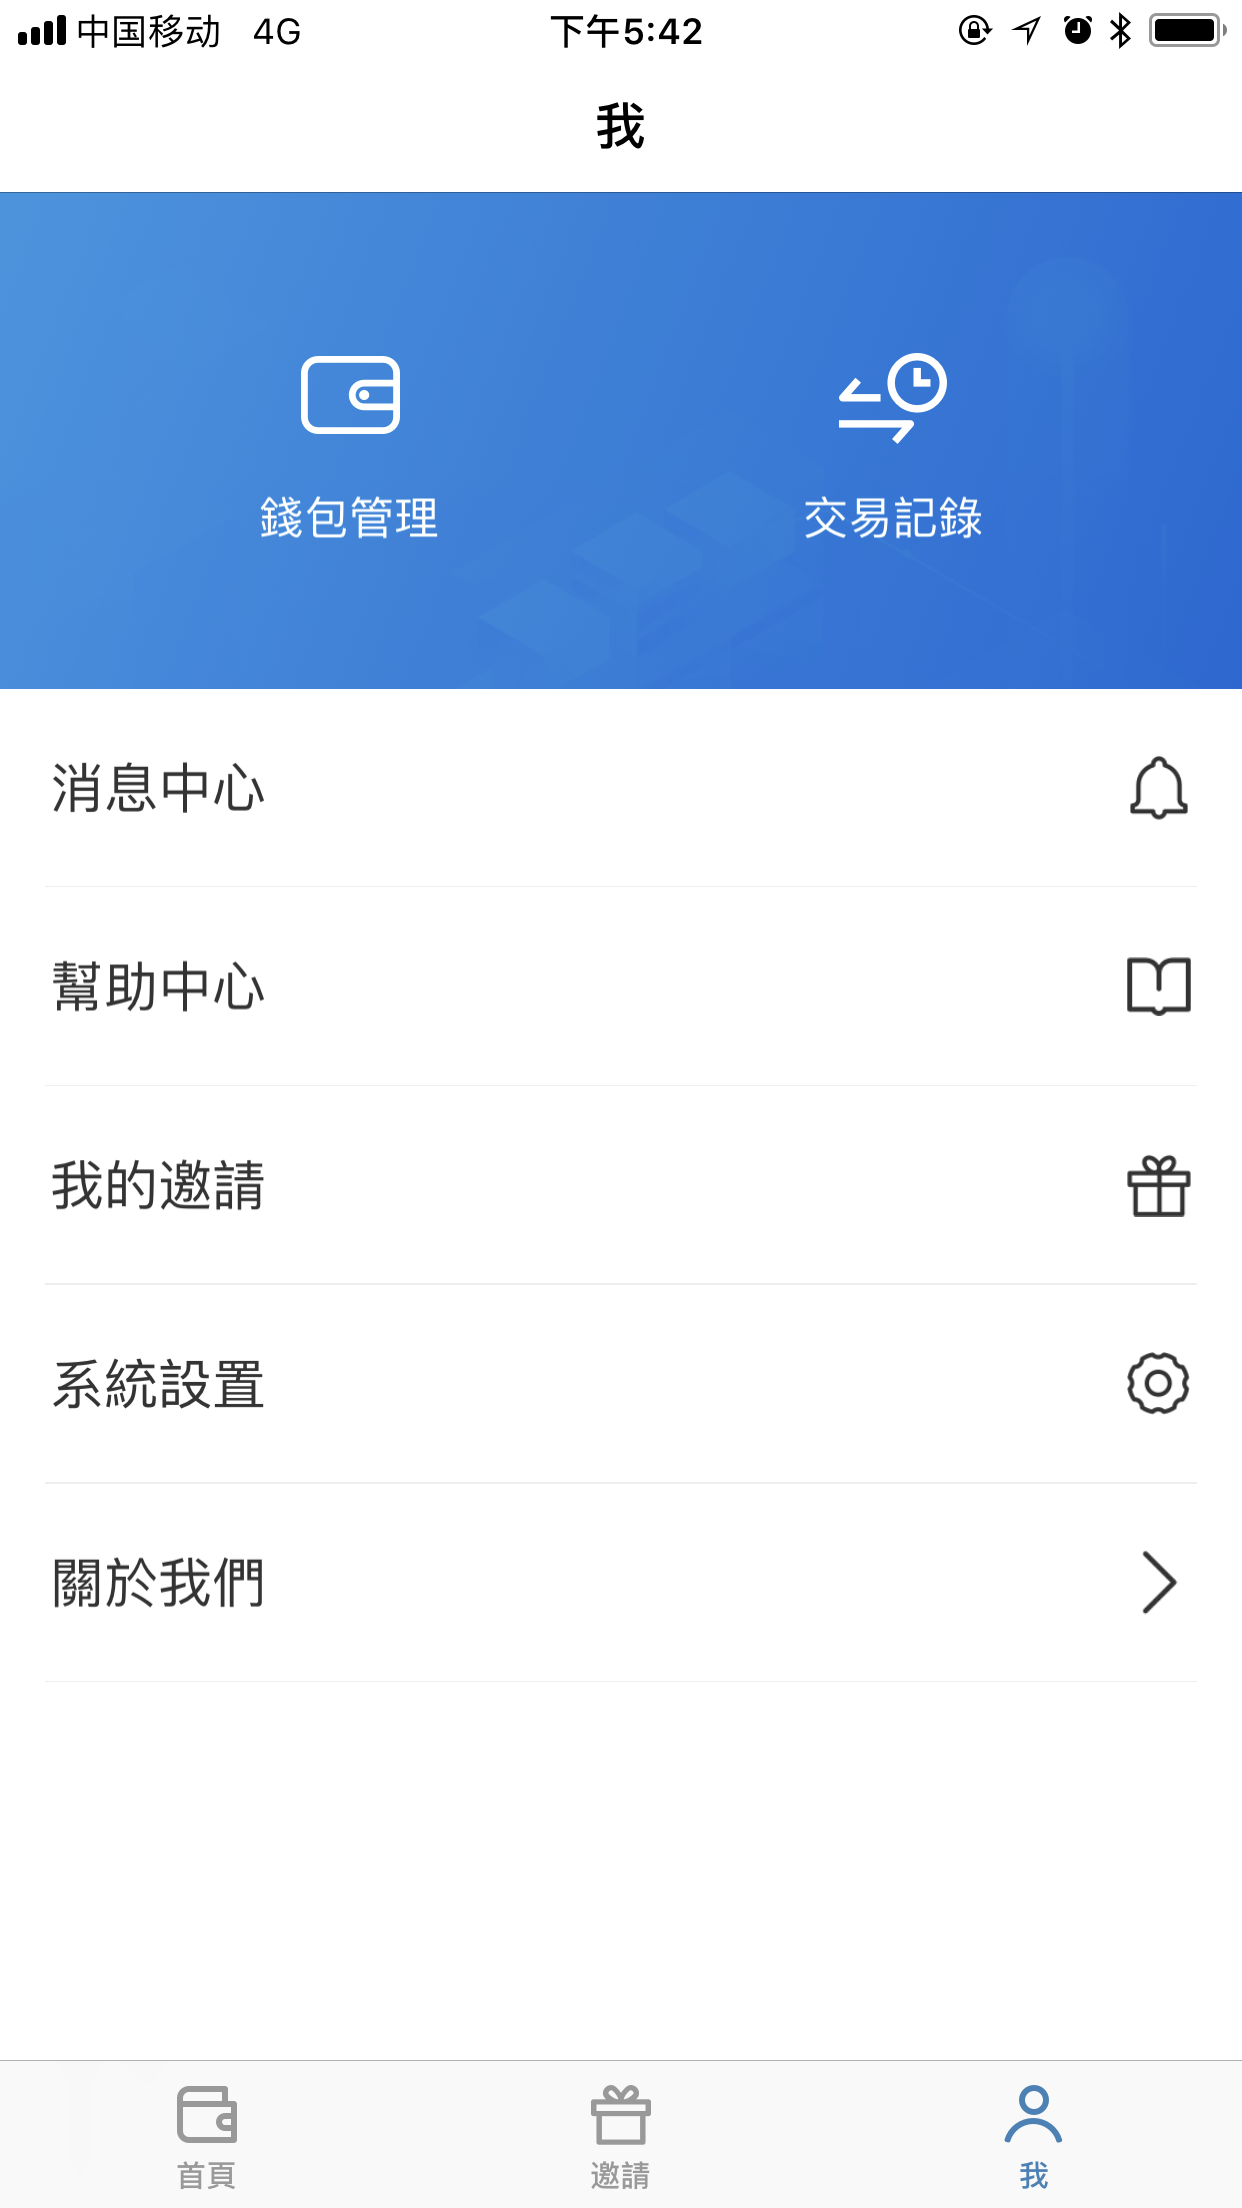 中国移动 4G 下午5:42
我
錢包管理 交易記錄
消息中心
幫助中心
我的邀請
系統設置
關於我們
首頁 邀請 我